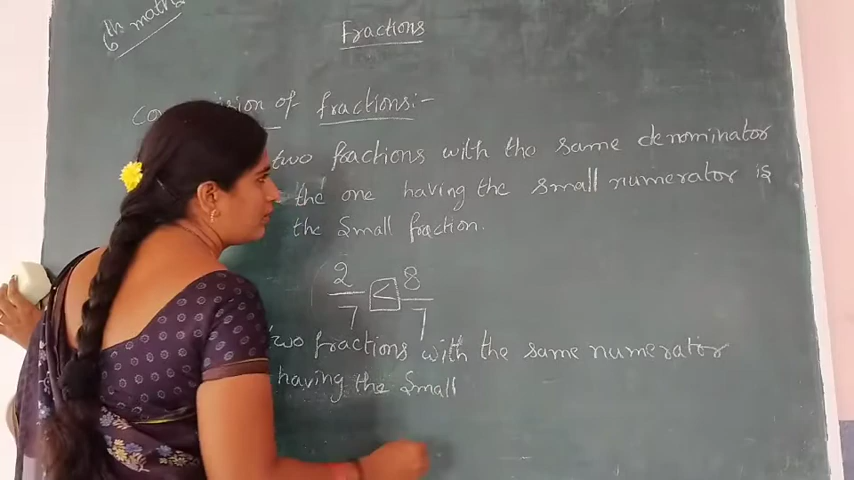 6th maths
Fractions
of fractions:-
two fractions with the same denominator
the one having the small numerator is
the small fraction.
2/7 < 8/7
two fractions with the same numerator
having the small